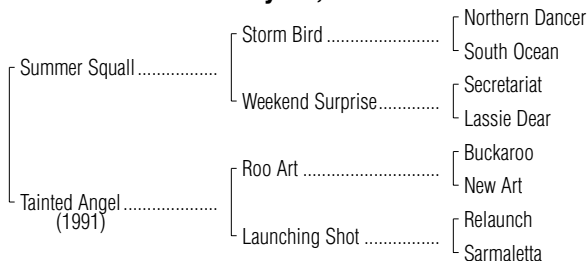 Northern Dancer
Storm Bird ..........................
South Ocean
Summer Squall ..................
Secretariat
Weekend Surprise..............
Lassie Dear
Buckaroo
Roo Art ...............................
New Art
Tainted Angel .....................
(1991)
Relaunch
Launching Shot .................
Sarmaletta